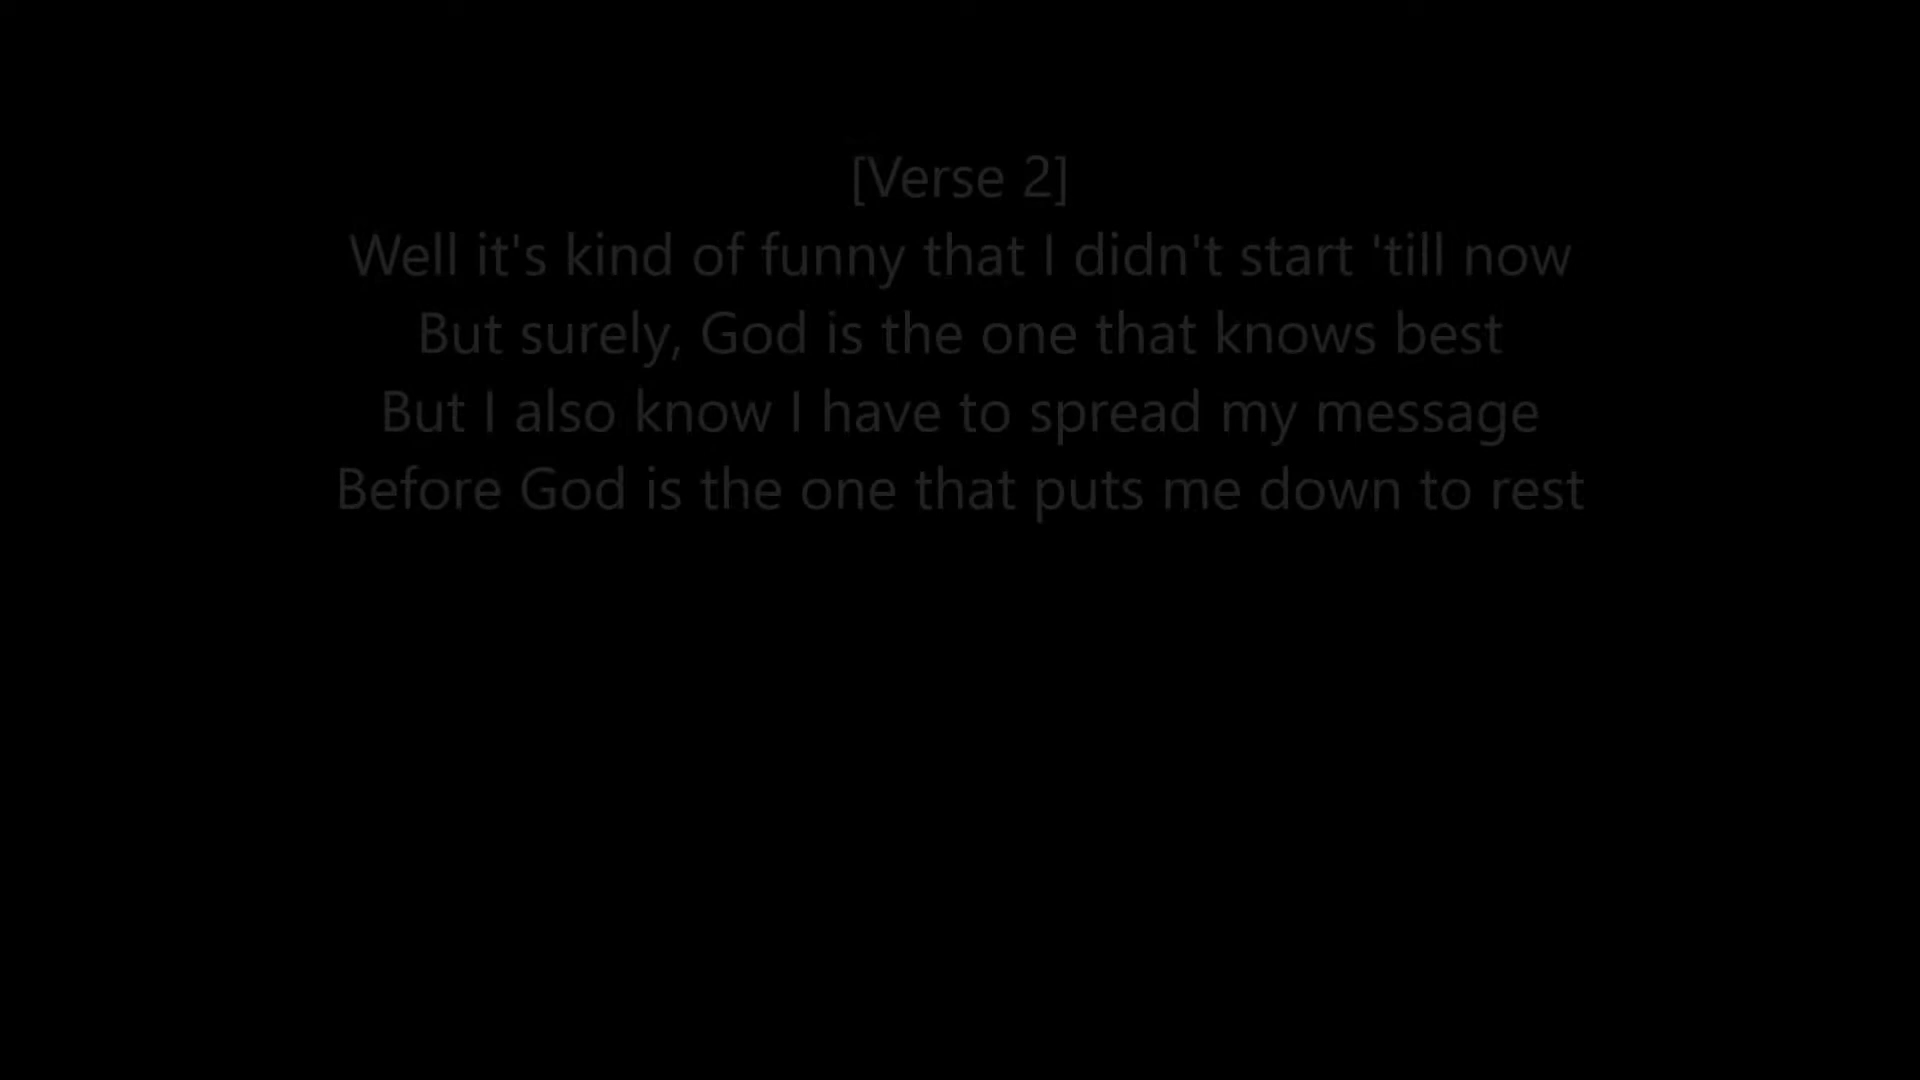 [Verse 2]
Well it's kind of funny that I didn't start 'till now
But surely, God is the one that knows best
But I also know I have to spread my message
Before God is the one that puts me down to rest